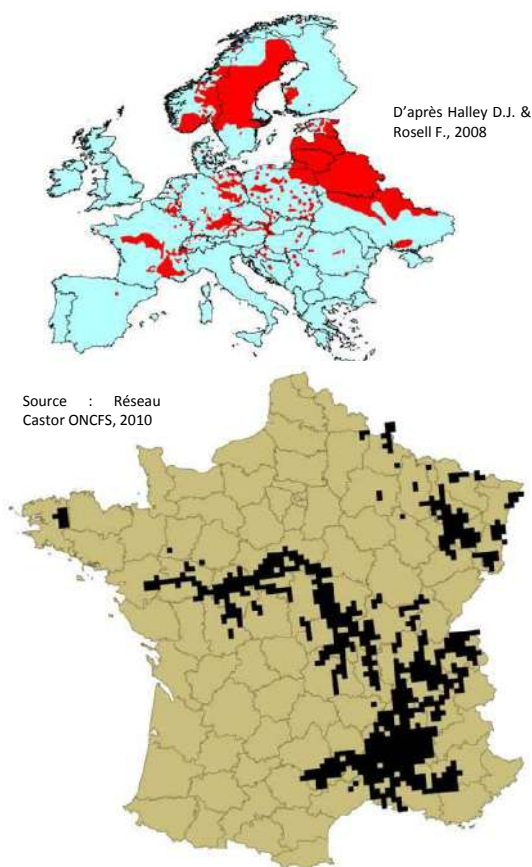 D’après Halley D.J. &
Rosell F., 2008
Source : Réseau
Castor ONCFS, 2010